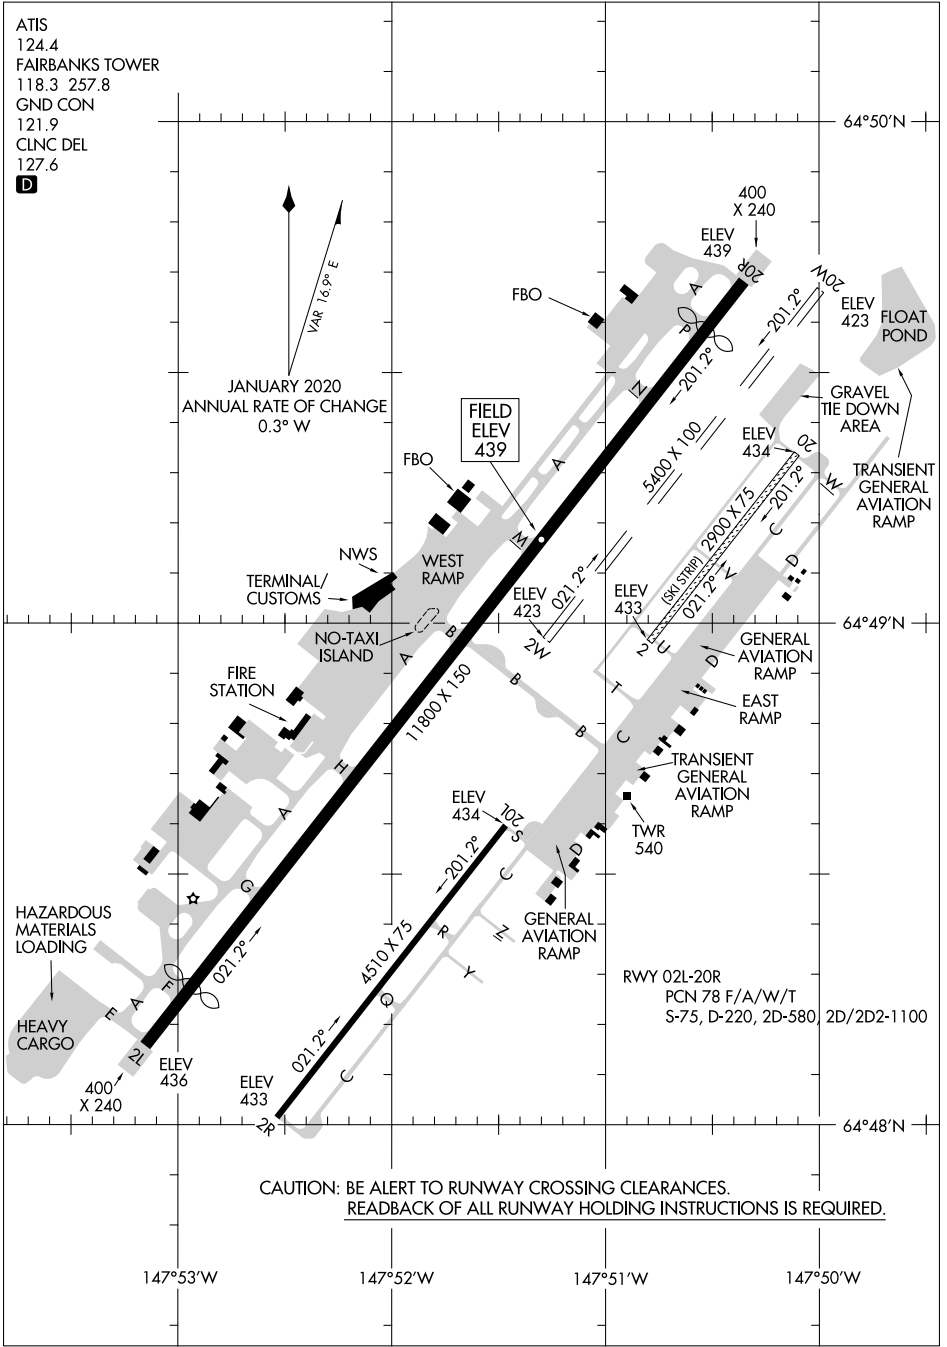 ATIS
124.4
FAIRBANKS TOWER
118.3 257.8
GND CON
121.9
CLNC DEL
127.6
D
64°50'N
VAR 16.9° E
JANUARY 2020
ANNUAL RATE OF CHANGE
0.3° W
400
X 240
ELEV
439
20R
A
P
201.2°
N
FBO
20W
201.2°
ELEV
423
FLOAT
POND
GRAVEL
TIE DOWN
AREA
TRANSIENT
GENERAL
AVIATION
RAMP
5400 X 100
ELEV
434
20
W
201.2°
C
2900 X 75
(SKI STRIP)
021.2°
V
D
FIELD
ELEV
439
A
M
FBO
NWS
WEST
RAMP
TERMINAL/
CUSTOMS
NO-TAXI
ISLAND
B
A
ELEV
423
021.2°
2W
ELEV
433
2
U
64°49'N
GENERAL
AVIATION
RAMP
D
EAST
RAMP
B
T
B
C
FIRE
STATION
11800 X 150
H
A
TRANSIENT
GENERAL
AVIATION
RAMP
TWR
540
ELEV
434
20L
S
C
D
201.2°
GENERAL
AVIATION
RAMP
G
4510 X 75
R
Z
Y
Q
HAZARDOUS
MATERIALS
LOADING
021.2°
F
A
E
HEAVY
CARGO
2L
ELEV
436
400
X 240
021.2°
C
ELEV
433
2R
RWY 02L-20R
PCN 78 F/A/W/T
S-75, D-220, 2D-580, 2D/2D2-1100
64°48'N
CAUTION: BE ALERT TO RUNWAY CROSSING CLEARANCES.
READBACK OF ALL RUNWAY HOLDING INSTRUCTIONS IS REQUIRED.
147°53'W
147°52'W
147°51'W
147°50'W